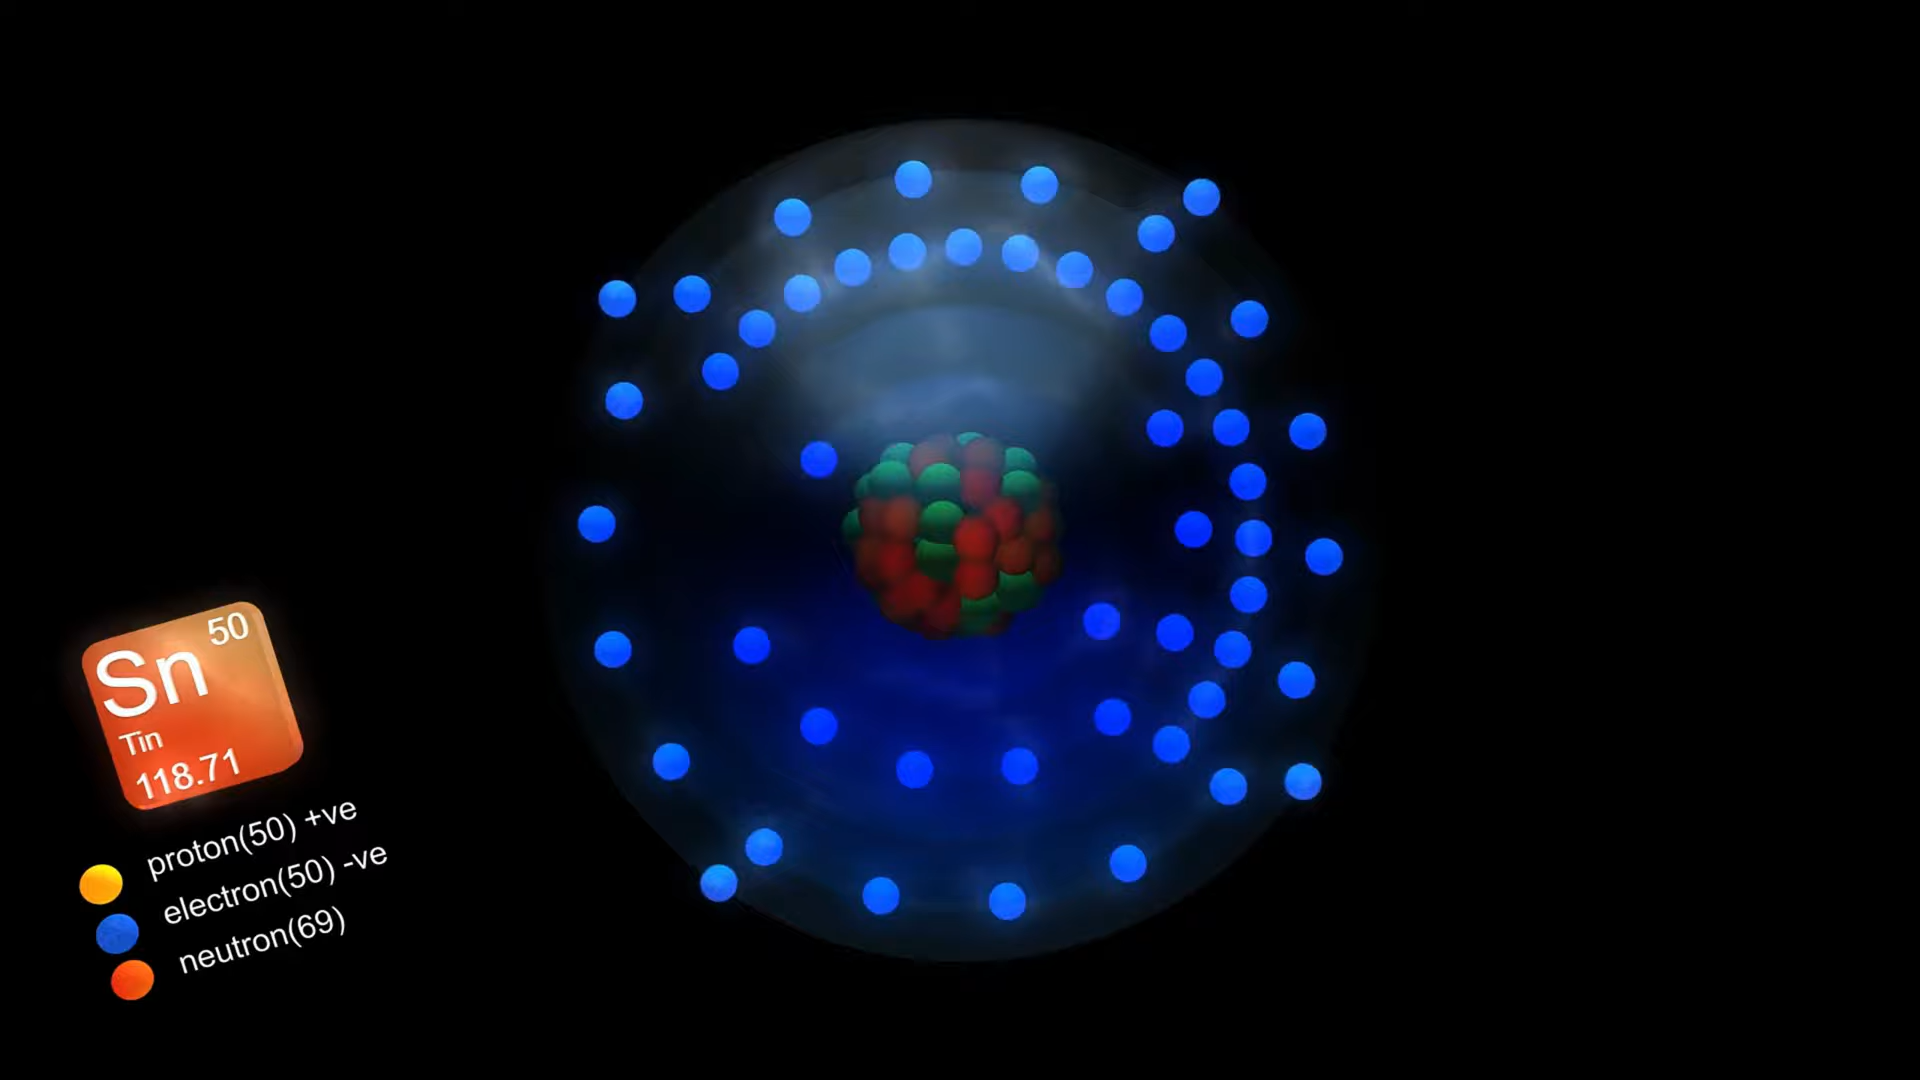 50
Sn
Tin
118.71
proton(50) +ve
electron(50) -ve
neutron(69)